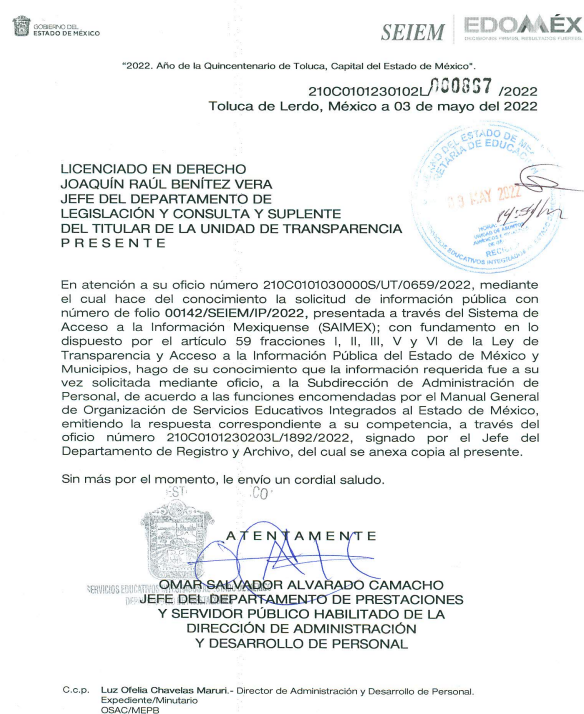 GOBIERNO DEL
ESTADO DE MÉXICO
SEIEM
EDOMÉX
DECISIONES FIRMES, RESULTADOS FUERTES.
"2022. Año de la Quincentenario de Toluca, Capital del Estado de México".
210C0101230102L/000867 /2022
Toluca de Lerdo, México a 03 de mayo del 2022
LICENCIADO EN DERECHO
JOAQUÍN RAÚL BENÍTEZ VERA
JEFE DEL DEPARTAMENTO DE
LEGISLACIÓN Y CONSULTA Y SUPLENTE
DEL TITULAR DE LA UNIDAD DE TRANSPARENCIA
P R E S E N T E
MAY 2022
En atención a su oficio número 210C0101030000S/UT/0659/2022, mediante
el cual hace del conocimiento la solicitud de información pública con
número de folio 00142/SEIEM/IP/2022, presentada a través del Sistema de
Acceso a la Información Mexiquense (SAIMEX); con fundamento en lo
dispuesto por el artículo 59 fracciones I, II, III, V y VI de la Ley de
Transparencia y Acceso a la Información Pública del Estado de México y
Municipios, hago de su conocimiento que la información requerida fue a su
vez solicitada mediante oficio, a la Subdirección de Administración de
Personal, de acuerdo a las funciones encomendadas por el Manual General
de Organización de Servicios Educativos Integrados al Estado de México,
emitiendo la respuesta correspondiente a su competencia, a través del
oficio número 210C0101230203L/1892/2022, signado por el Jefe del
Departamento de Registro y Archivo, del cual se anexa copia al presente.
Sin más por el momento, le envío un cordial saludo.
A T E N T A M E N T E
OMAR SALVADOR ALVARADO CAMACHO
JEFE DEL DEPARTAMENTO DE PRESTACIONES
Y SERVIDOR PÚBLICO HABILITADO DE LA
DIRECCIÓN DE ADMINISTRACIÓN
Y DESARROLLO DE PERSONAL
C.c.p. Luz Ofelia Chavelas Maruri.- Director de Administración y Desarrollo de Personal.
Expediente/Minutario
OSAC/MEPB